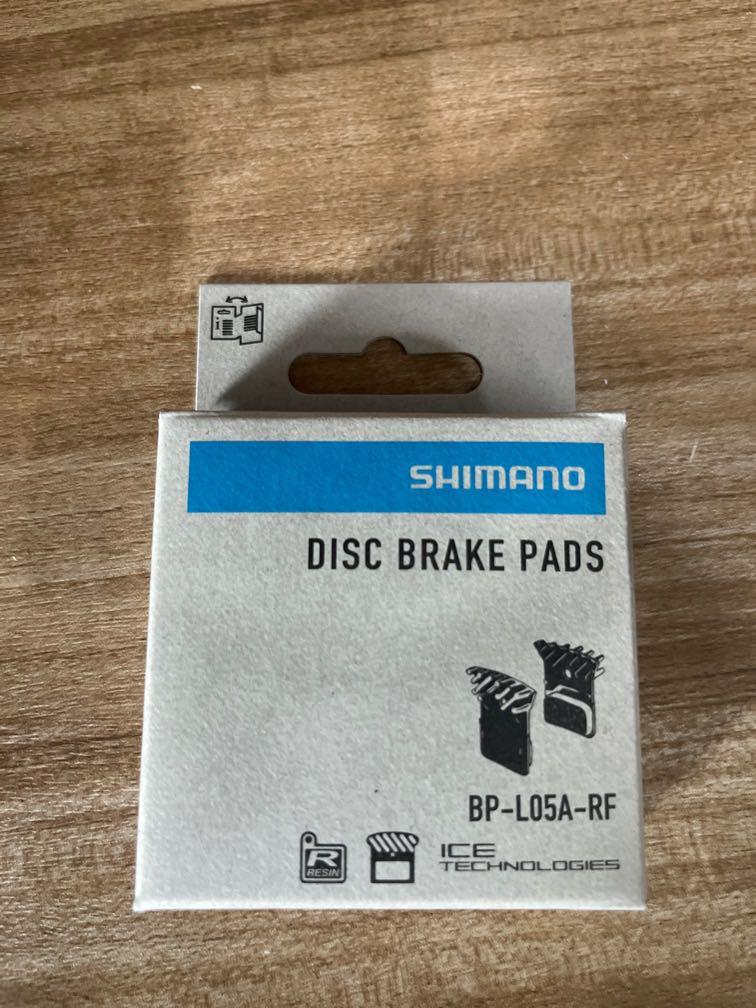 SHIMANO
DISC BRAKE PADS
BP-L05A-RF
R
RESIN
ICE
TECHNOLOGIES